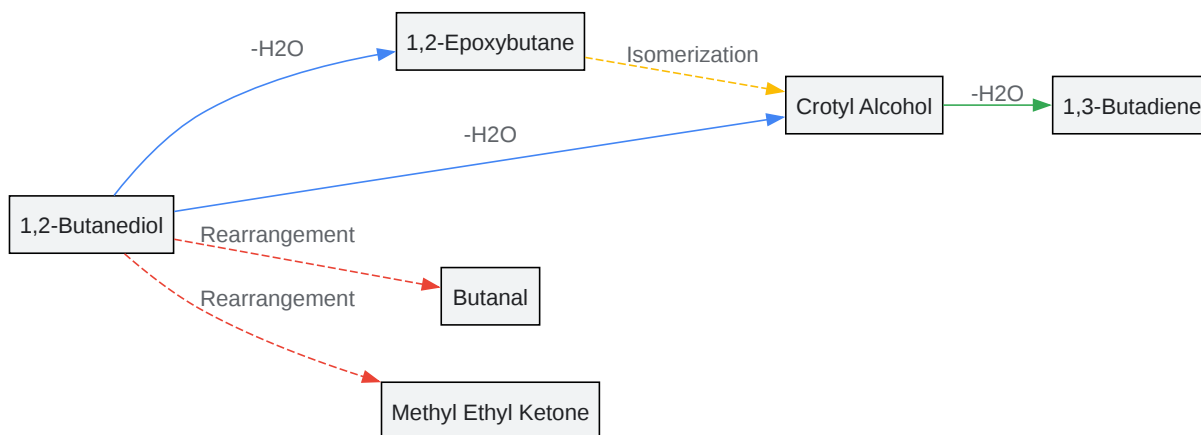 1,2-Epoxybutane
-H2O
Isomerization
Crotyl Alcohol
-H2O
1,3-Butadiene
-H2O
1,2-Butanediol
Rearrangement
Butanal
Rearrangement
Methyl Ethyl Ketone